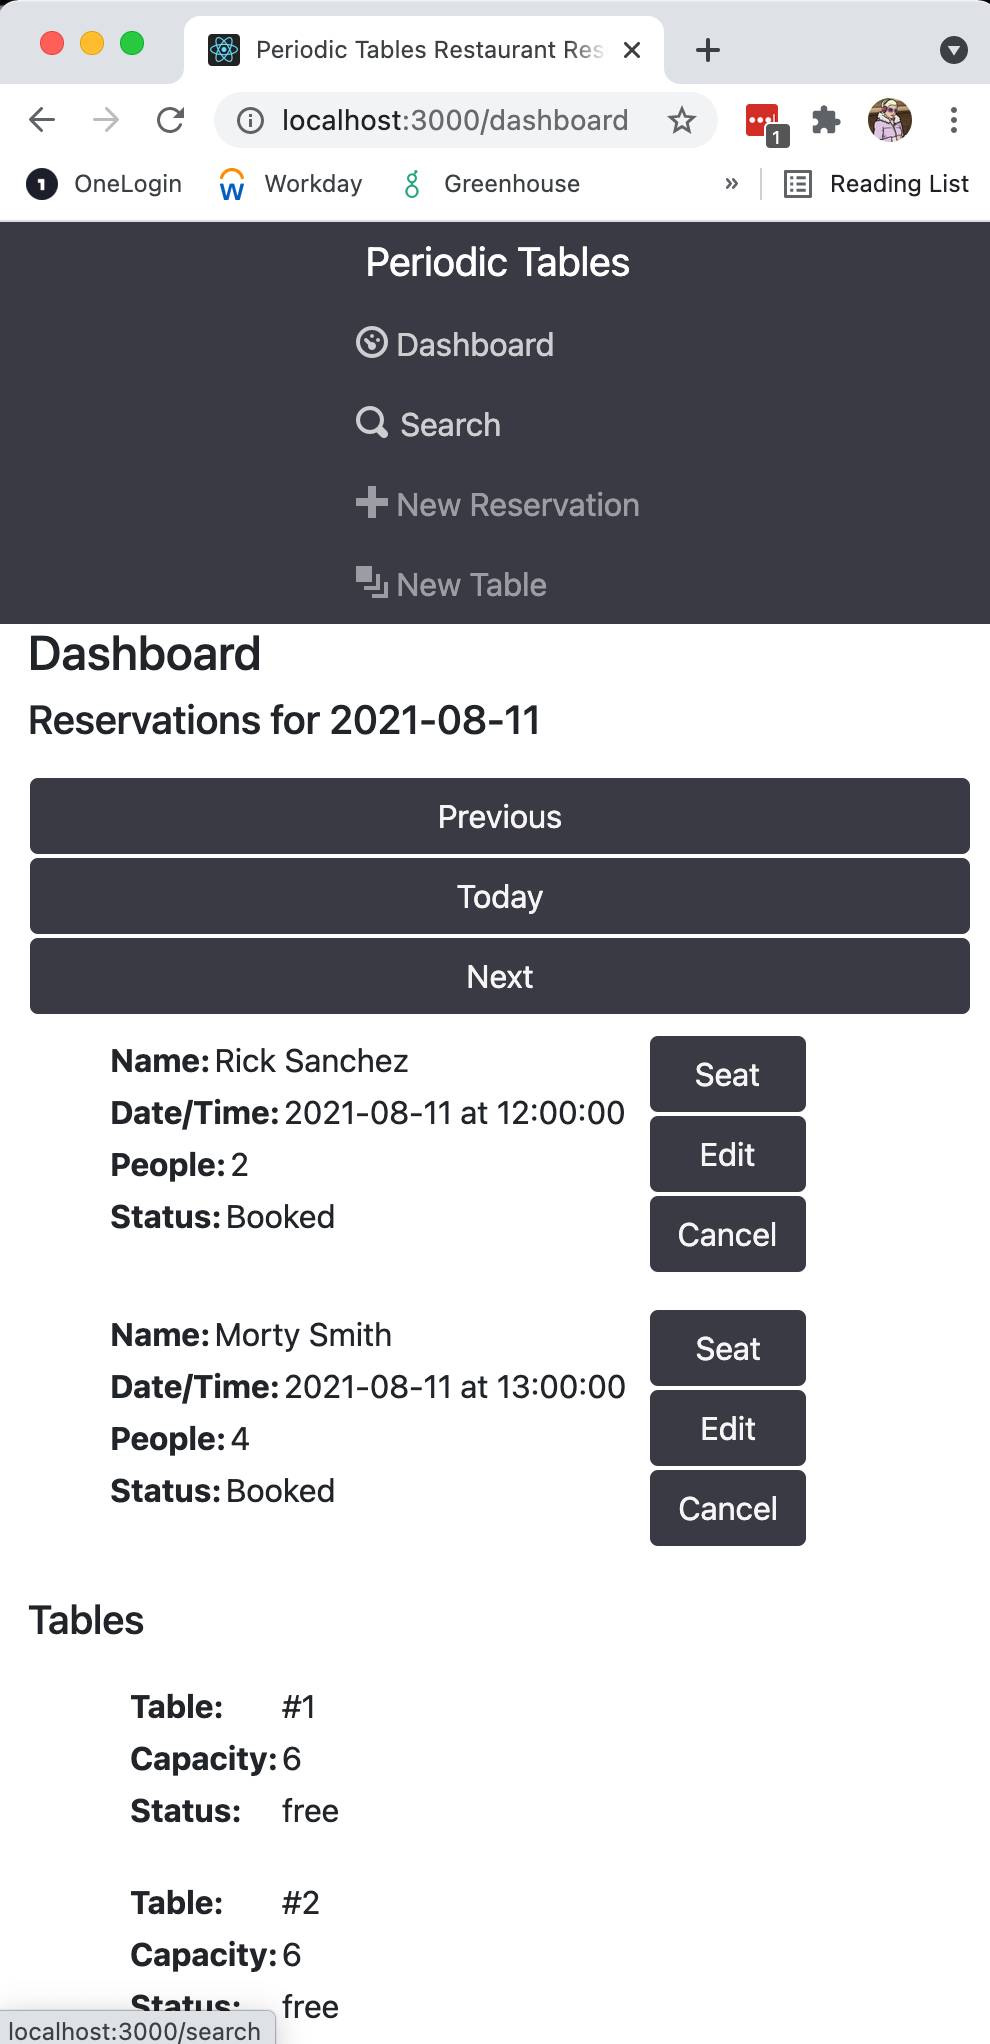 Periodic Tables Restaurant Res
localhost:3000/dashboard
1
OneLogin Workday Greenhouse » Reading List
Periodic Tables
Dashboard
Search
New Reservation
New Table
Dashboard
Reservations for 2021-08-11
Previous
Today
Next
Name: Rick Sanchez
Date/Time: 2021-08-11 at 12:00:00
People: 2
Status: Booked
Seat
Edit
Cancel
Name: Morty Smith
Date/Time: 2021-08-11 at 13:00:00
People: 4
Status: Booked
Seat
Edit
Cancel
Tables
Table: #1
Capacity: 6
Status: free
Table: #2
Capacity: 6
Status: free
localhost:3000/search